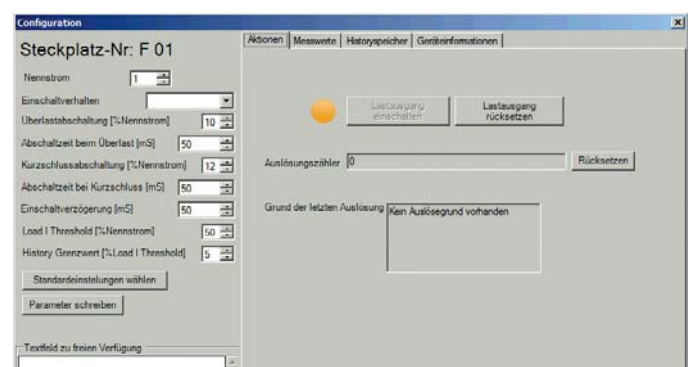 Configuration
Steckplatz-Nr: F 01
Nennstrom 1
Einschaltverhalten
Überlastabschaltung [%Nennstrom] 10
Abschaltzeit beim Überlast [mS] 50
Kurzschlussabschaltung [%Nennstrom] 12
Abschaltzeit bei Kurzschluss [mS] 50
Einschaltverzögerung [mS] 50
Load I Threshold [%Nennstrom] 50
History Grenzwert [%Load I Threshold] 5
Standardeinstelungen wählen
Parameter schreiben
Textfeld zu freien Verfügung
Aktionen Messwerte Historyspeicher Geräteinformationen
Lastausgang einschalten
Lastausgang rücksetzen
Auslösungszähler 0 Rücksetzen
Grund der letzten Auslösung Kein Auslösegrund vorhanden